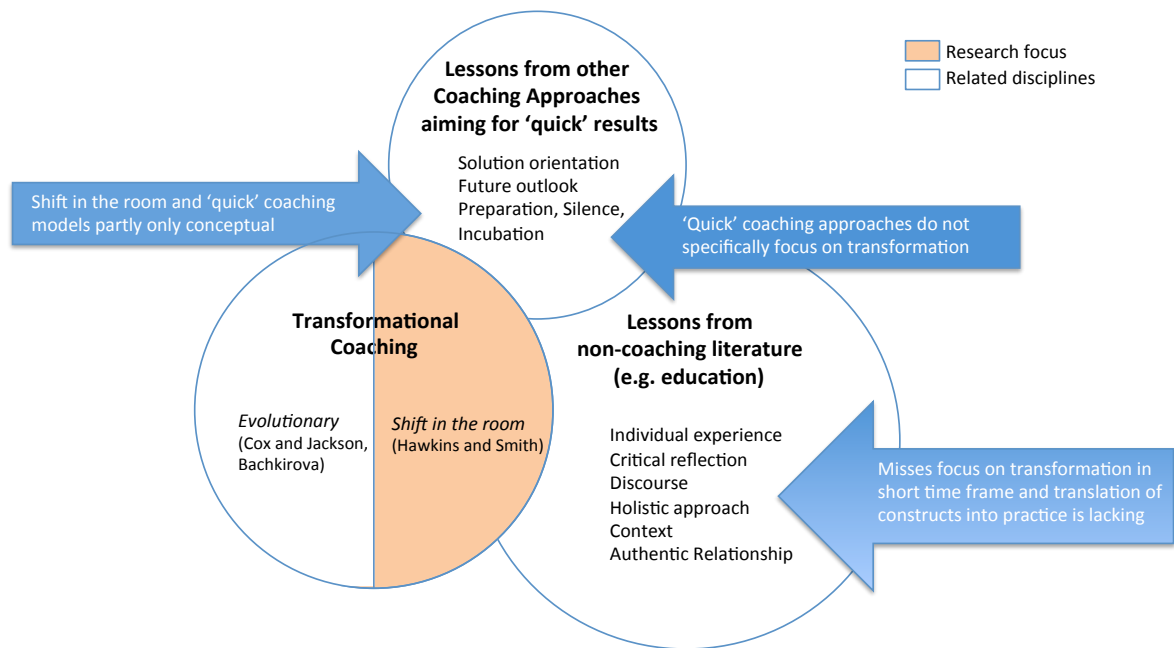 Research focus
Related disciplines
Lessons from other
Coaching Approaches
aiming for ‘quick’ results
Solution orientation
Future outlook
Preparation, Silence,
Incubation
Shift in the room and ‘quick’ coaching
models partly only conceptual
‘Quick’ coaching approaches do not
specifically focus on transformation
Transformational
Coaching
Evolutionary
(Cox and Jackson,
Bachkirova)
Shift in the room
(Hawkins and Smith)
Lessons from
non-coaching literature
(e.g. education)
Individual experience
Critical reflection
Discourse
Holistic approach
Context
Authentic Relationship
Misses focus on transformation in
short time frame and translation of
constructs into practice is lacking